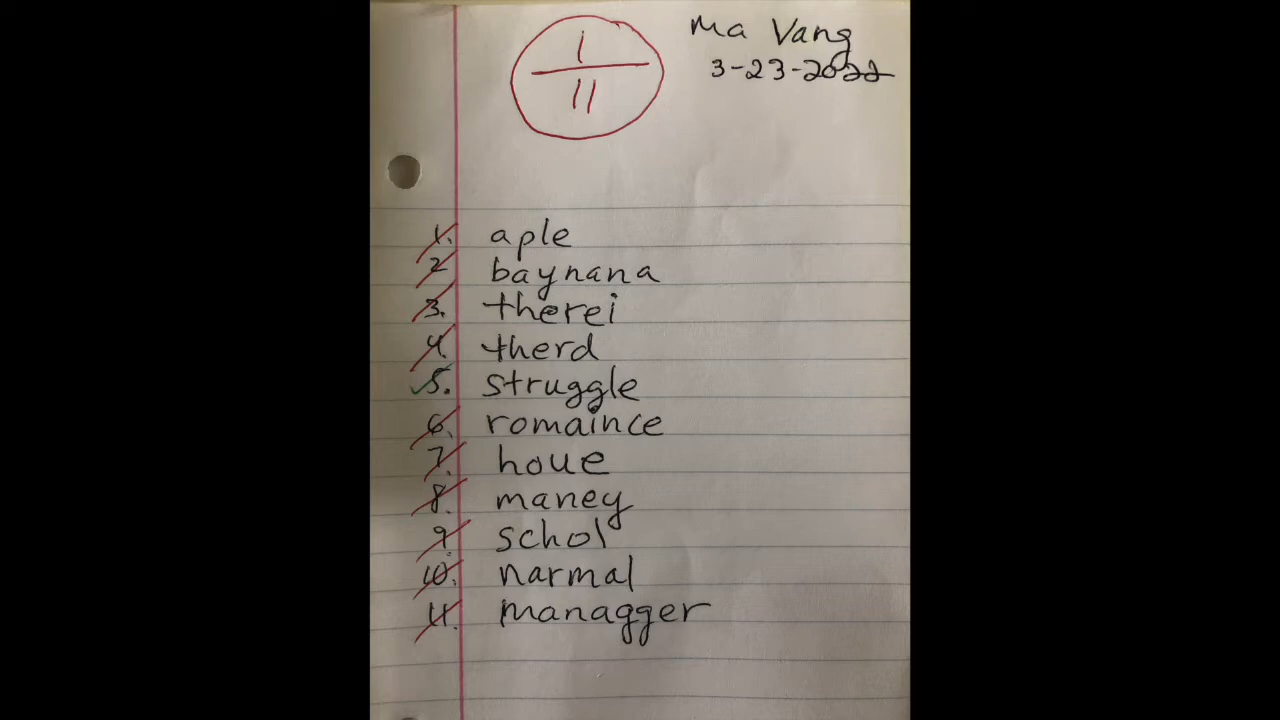 1
11
Ma Vang
3-23-2022
1. aple
2 baynana
3. therei
4. therd
5. struggle
6. romaince
7. houe
8. maney
9. schol
10. narmal
11. managger